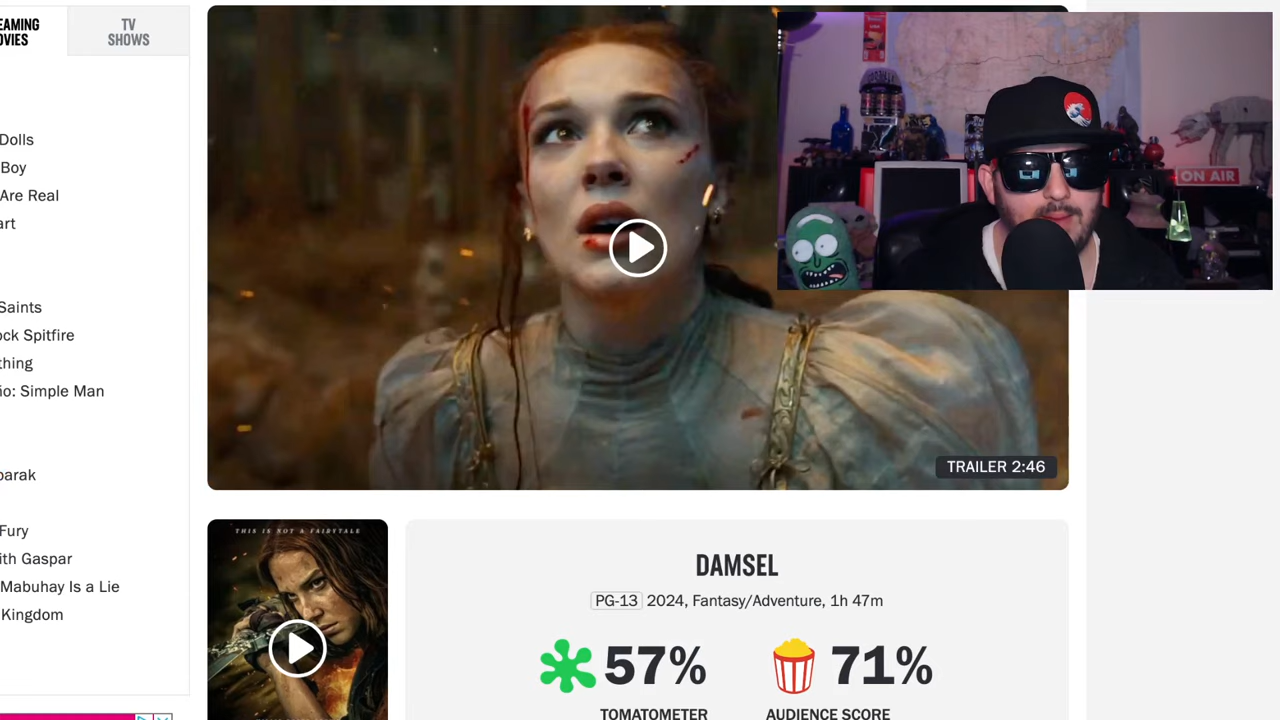 EAMING
OVIES
TV
SHOWS
Dolls
Boy
Are Real
art
Saints
ock Spitfire
thing
ño: Simple Man
barak
Fury
ith Gaspar
Mabuhay Is a Lie
Kingdom
ON AIR
TRAILER 2:46
THIS IS NOT A FAIRYTALE
DAMSEL
PG-13 2024, Fantasy/Adventure, 1h 47m
57%
71%
TOMATOMETER
AUDIENCE SCORE